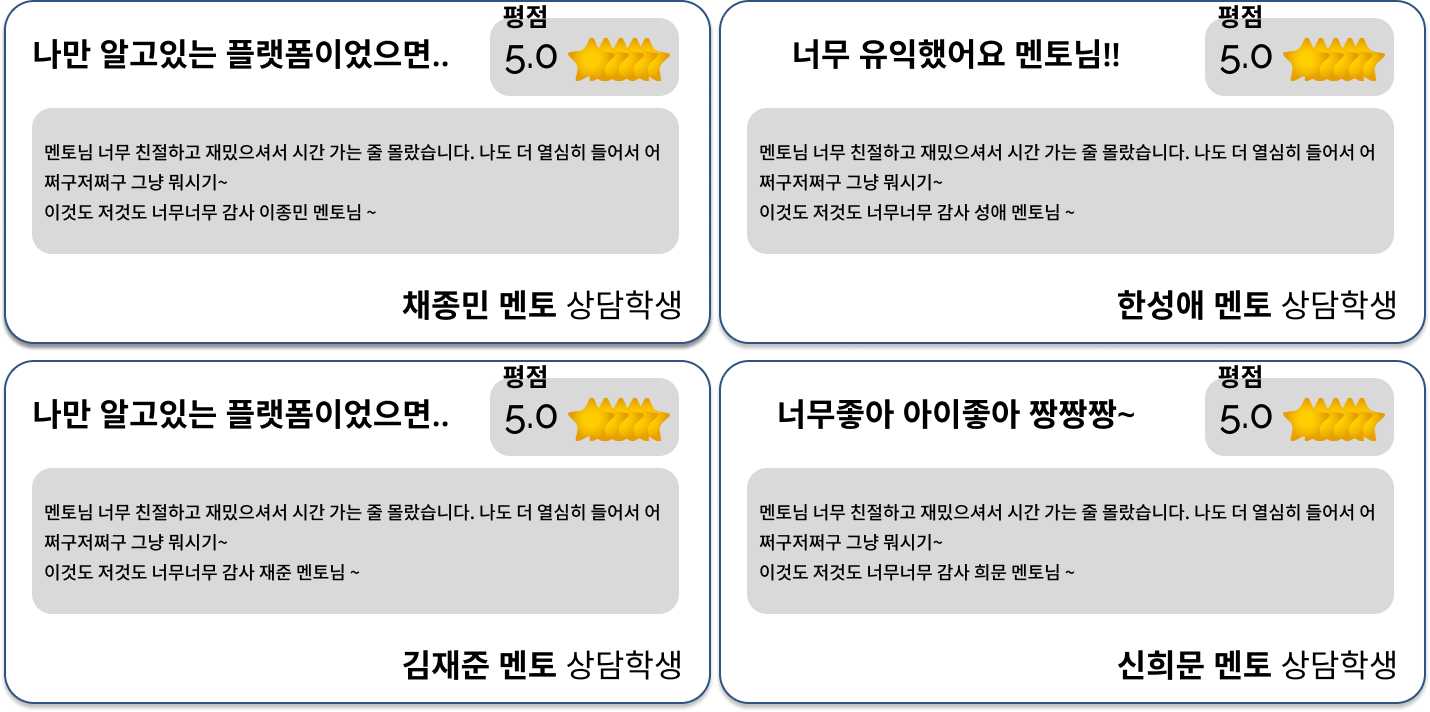 평점
나만 알고있는 플랫폼이었으면..
5.0
멘토님 너무 친절하고 재밌으셔서 시간 가는 줄 몰랐습니다. 나도 더 열심히 들어서 어
쩌구저쩌구 그냥 뭐시기~
이것도 저것도 너무너무 감사 이종민 멘토님 ~
채종민 멘토 상담학생
평점
너무 유익했어요 멘토님!!
5.0
멘토님 너무 친절하고 재밌으셔서 시간 가는 줄 몰랐습니다. 나도 더 열심히 들어서 어
쩌구저쩌구 그냥 뭐시기~
이것도 저것도 너무너무 감사 성애 멘토님 ~
한성애 멘토 상담학생
평점
나만 알고있는 플랫폼이었으면..
5.0
멘토님 너무 친절하고 재밌으셔서 시간 가는 줄 몰랐습니다. 나도 더 열심히 들어서 어
쩌구저쩌구 그냥 뭐시기~
이것도 저것도 너무너무 감사 재준 멘토님 ~
김재준 멘토 상담학생
평점
너무좋아 아이좋아 짱짱짱~
5.0
멘토님 너무 친절하고 재밌으셔서 시간 가는 줄 몰랐습니다. 나도 더 열심히 들어서 어
쩌구저쩌구 그냥 뭐시기~
이것도 저것도 너무너무 감사 희문 멘토님 ~
신희문 멘토 상담학생